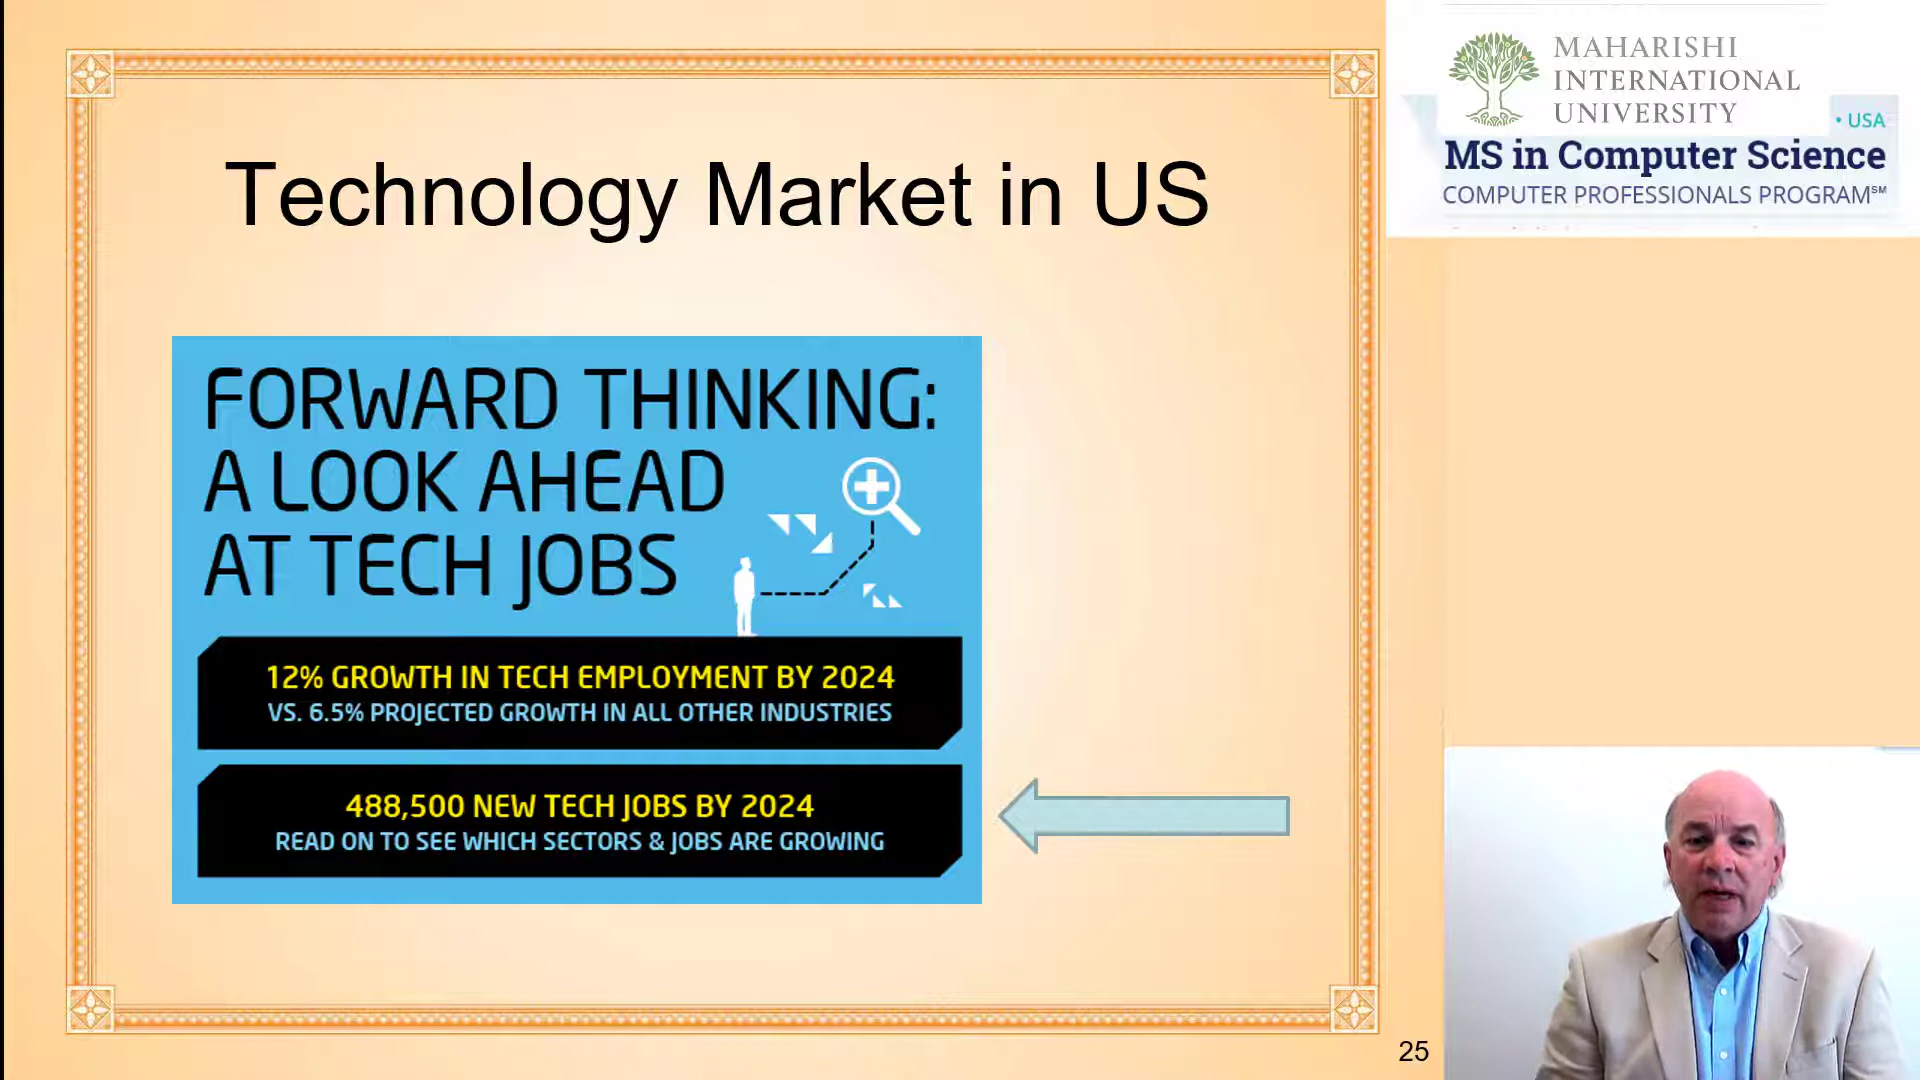 Technology Market in US
FORWARD THINKING:
A LOOK AHEAD
AT TECH JOBS
12% GROWTH IN TECH EMPLOYMENT BY 2024
VS. 6.5% PROJECTED GROWTH IN ALL OTHER INDUSTRIES
488,500 NEW TECH JOBS BY 2024
READ ON TO SEE WHICH SECTORS & JOBS ARE GROWING
25
MAHARISHI
INTERNATIONAL
UNIVERSITY
• USA
MS in Computer Science
COMPUTER PROFESSIONALS PROGRAM℠